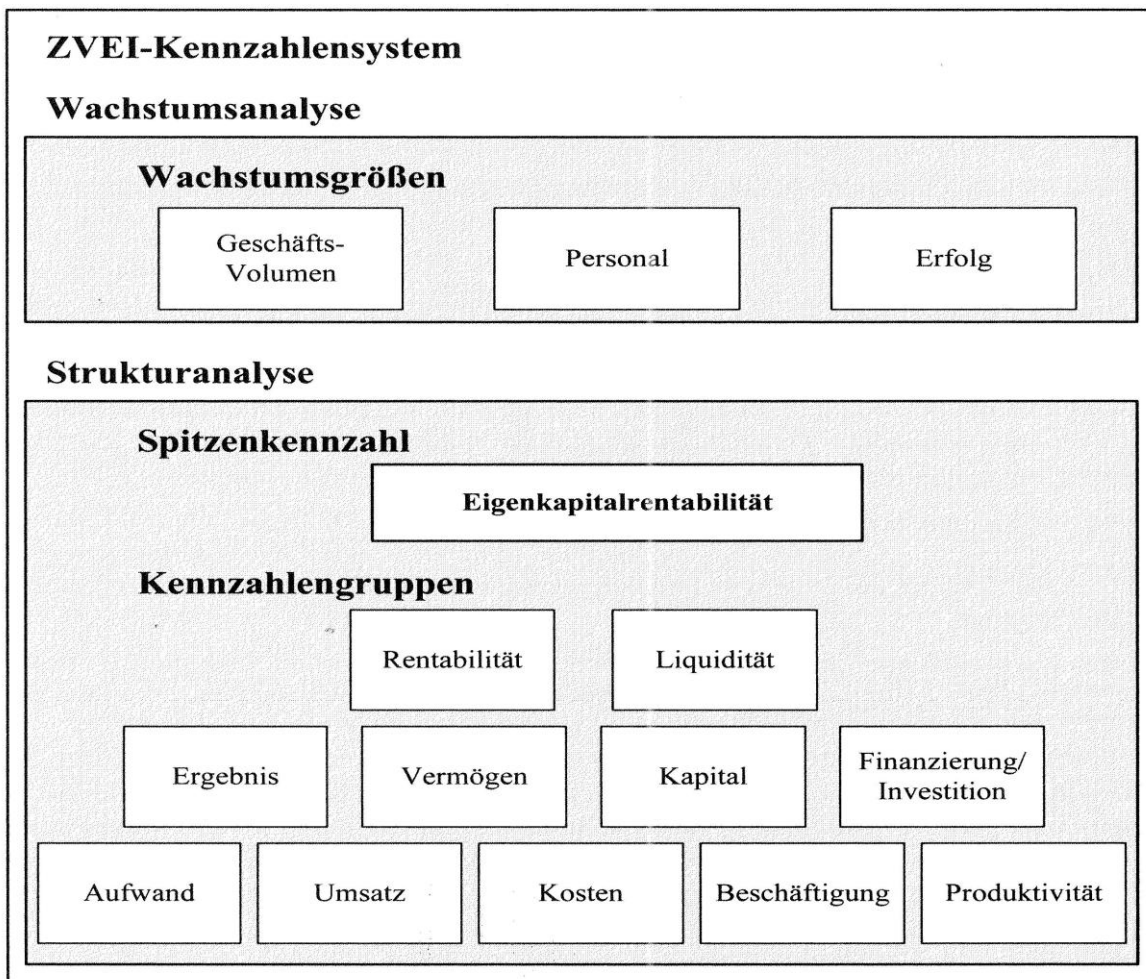 ZVEI-Kennzahlensystem
Wachstumsanalyse
Wachstumsgrößen
Geschäfts-
Volumen
Personal
Erfolg
Strukturanalyse
Spitzenkennzahl
Eigenkapitalrentabilität
Kennzahlengruppen
Rentabilität
Liquidität
Ergebnis
Vermögen
Kapital
Finanzierung/
Investition
Aufwand
Umsatz
Kosten
Beschäftigung
Produktivität